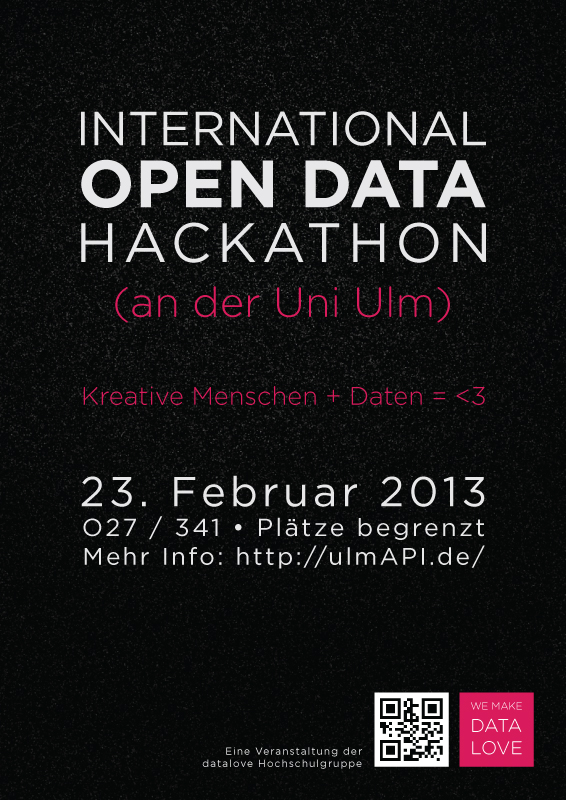 INTERNATIONAL
OPEN DATA
HACKATHON
(an der Uni Ulm)
Kreative Menschen + Daten = <3
23. Februar 2013
O27 / 341 • Plätze begrenzt
Mehr Info: http://ulmAPI.de/
Eine Veranstaltung der
datalove Hochschulgruppe
WE MAKE
DATA
LOVE